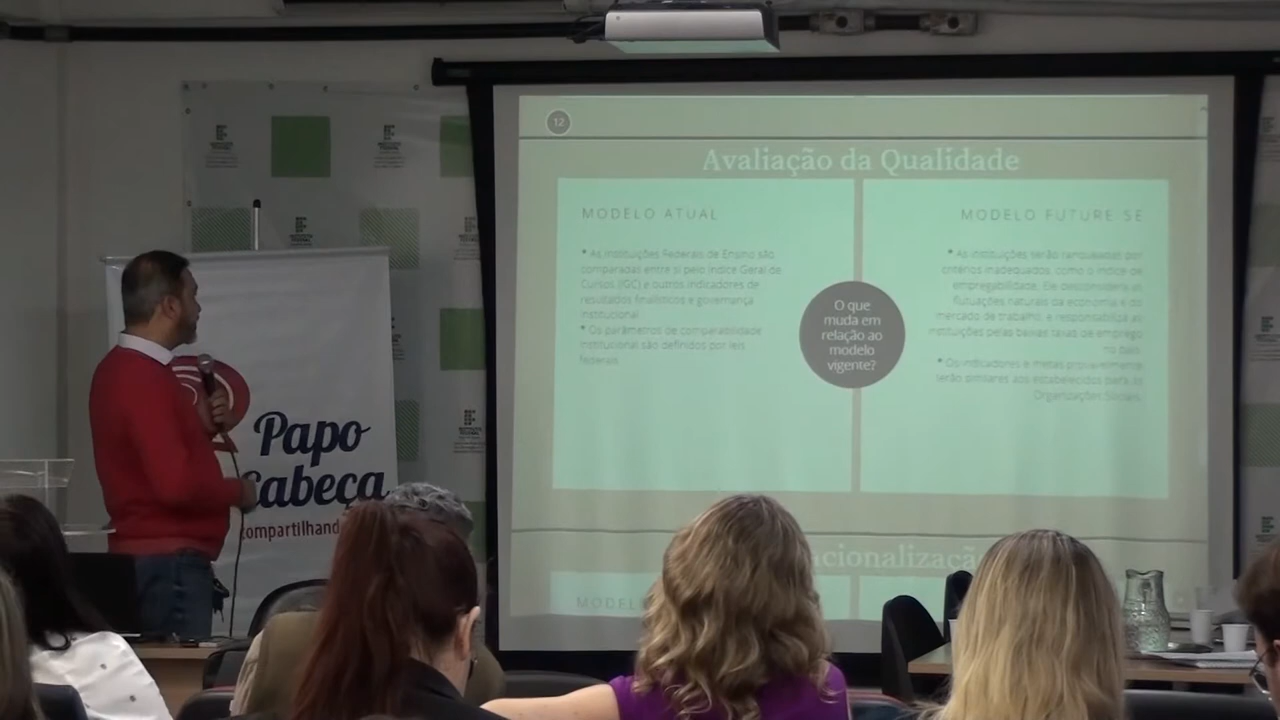 12
Avaliação da Qualidade
MODELO ATUAL
* As instituições Federais de Ensino são
comparadas entre si pelo Índice Geral de
Cursos (IGC) e outros indicadores de
resultados finalísticos e governança
institucional.
* Os parâmetros de comparabilidade
institucional são definidos por leis
federais.
O que
muda em
relação ao
modelo
vigente?
MODELO FUTURE-SE
* As instituições serão ranqueadas por
critérios inadequados, como o índice de
empregabilidade. Ele desconsidera as
flutuações naturais da economia e do
mercado de trabalho, e responsabiliza as
instituições pelas baixas taxas de emprego
no país.
* Os indicadores e metas provavelmente
serão similares aos estabelecidos para as
Organizações Sociais.
Papo
Cabeça
compartilhand
acionalizaçã
MODEL